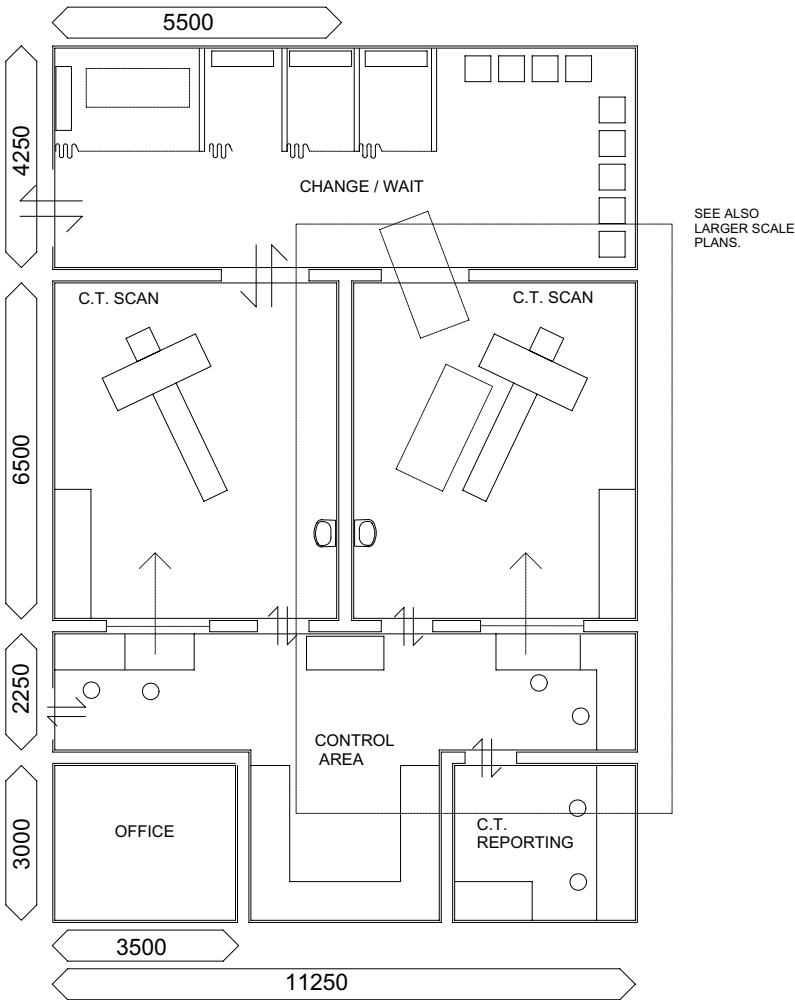 5500
4250
CHANGE / WAIT
SEE ALSO
LARGER SCALE
PLANS.
C.T. SCAN
C.T. SCAN
6500
2250
CONTROL
AREA
3000
OFFICE
C.T.
REPORTING
3500
11250